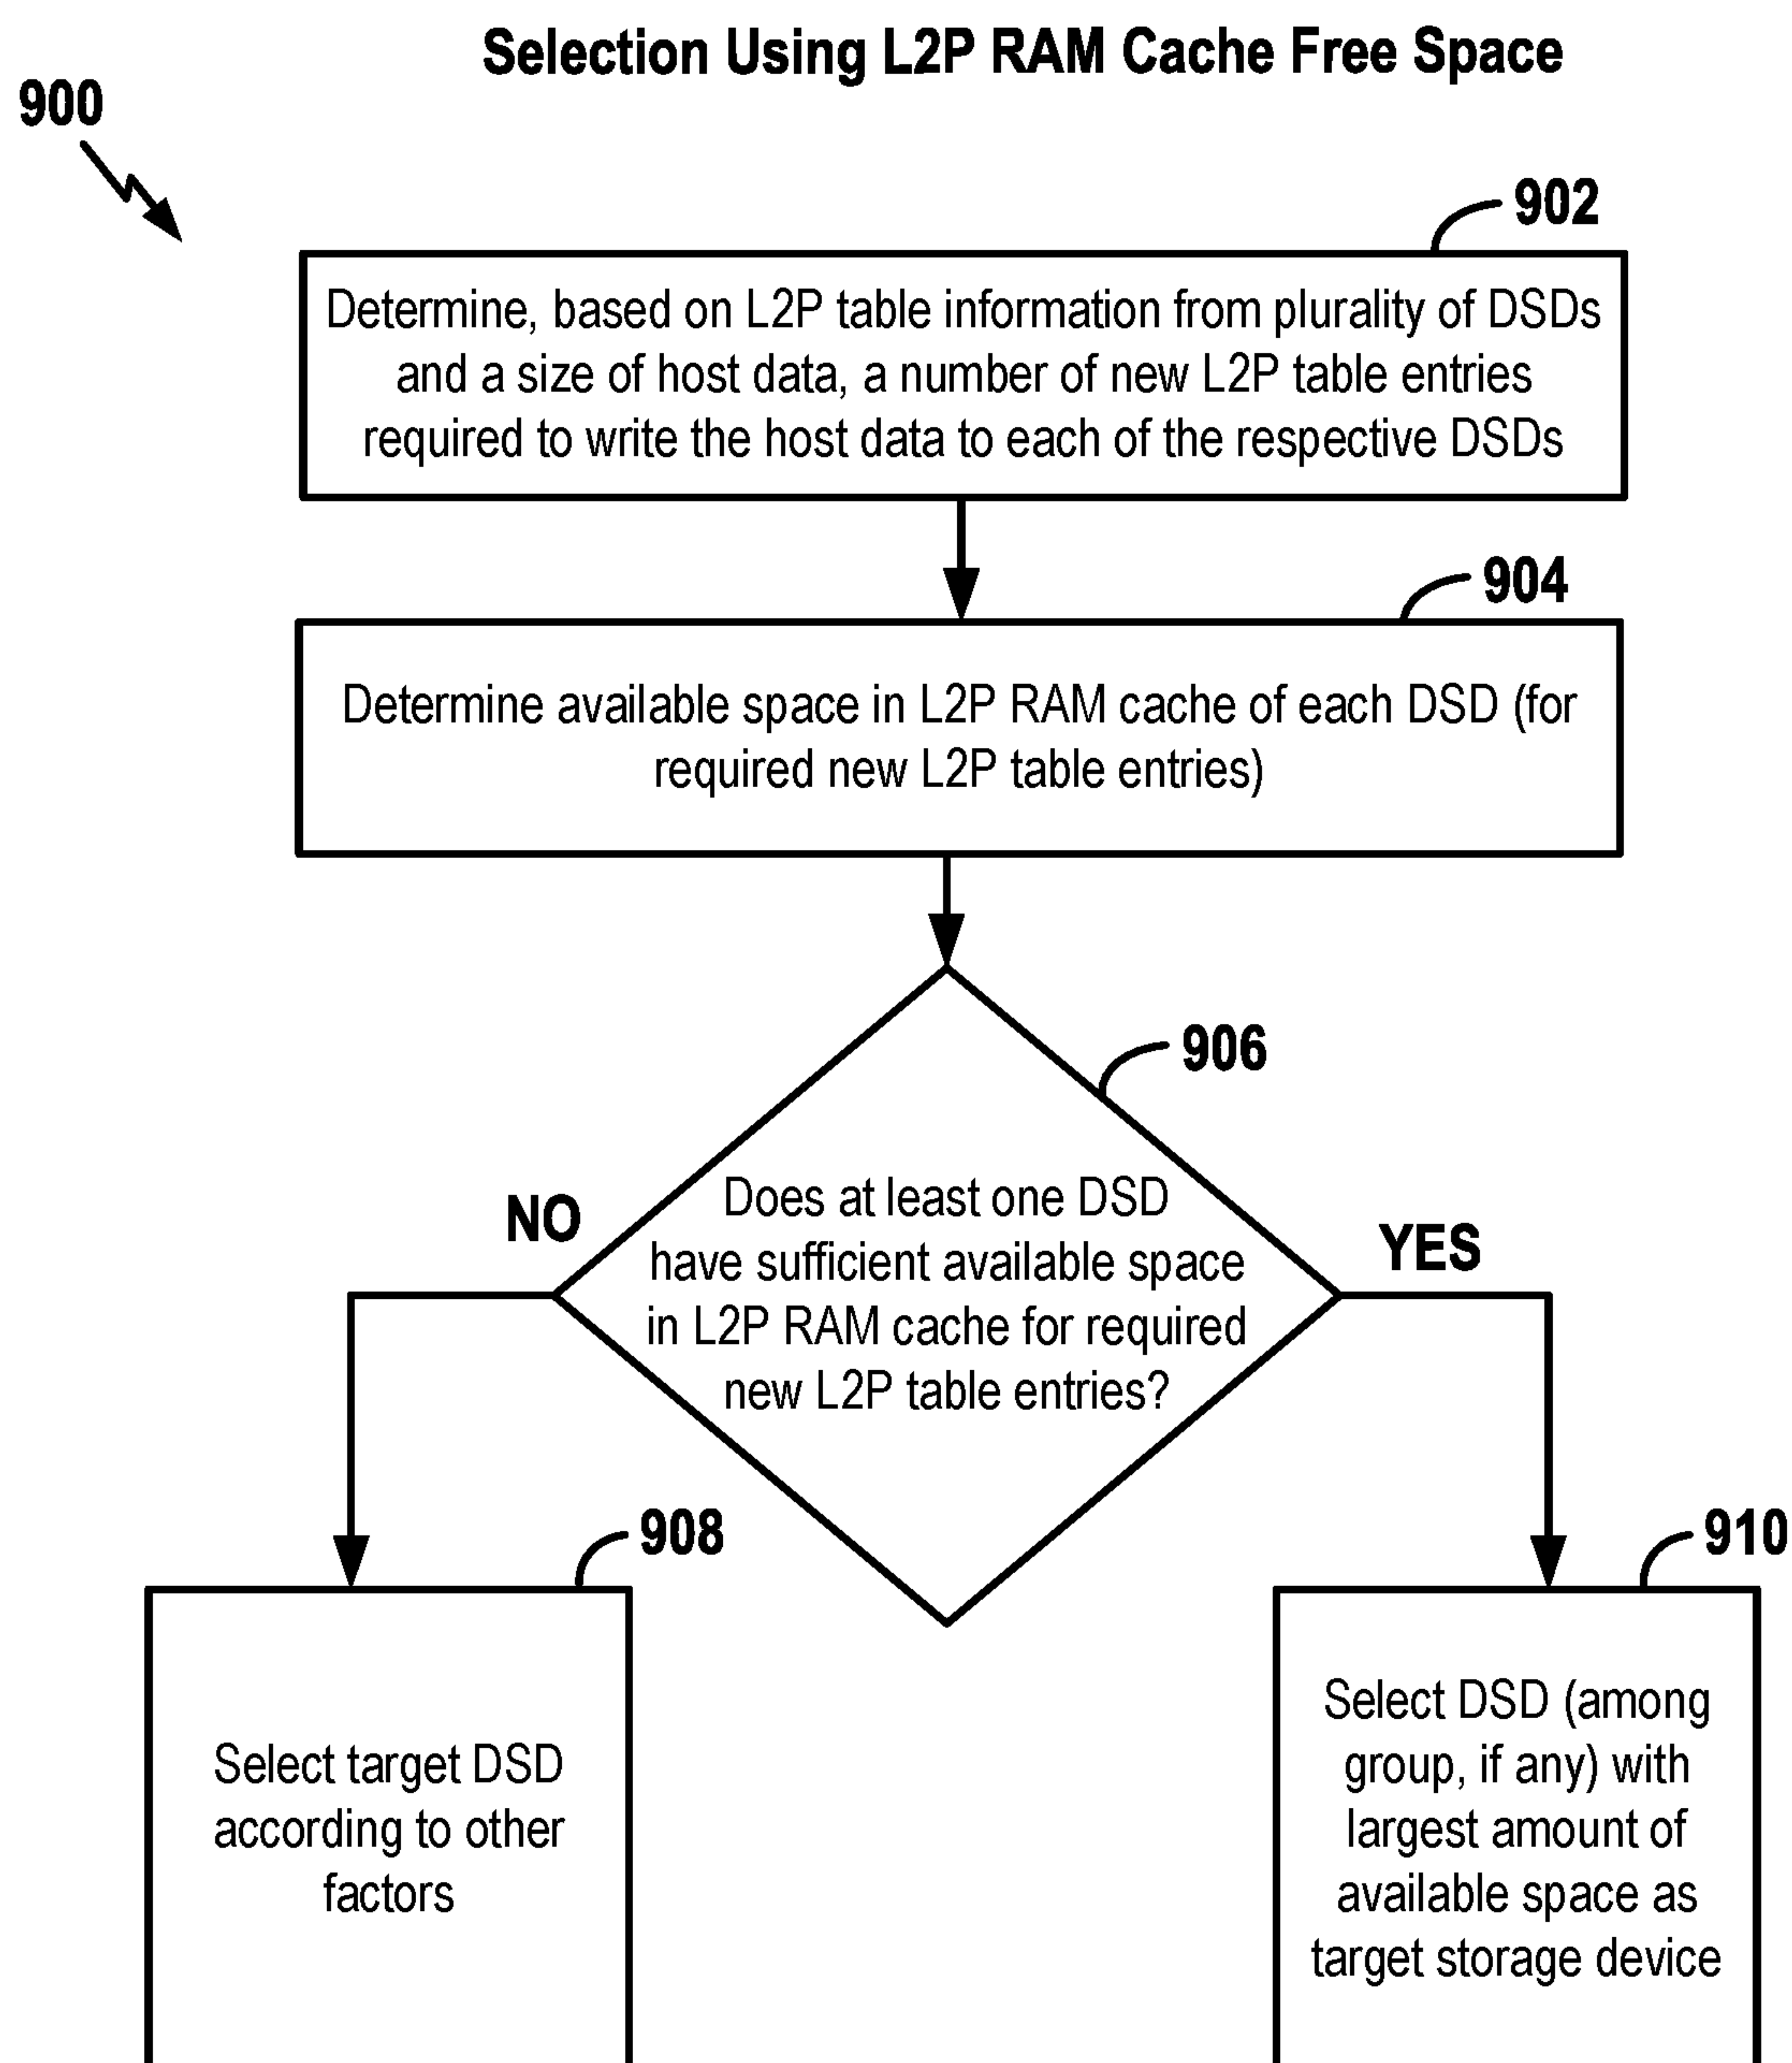 Selection Using L2P RAM Cache Free Space
900
902
Determine, based on L2P table information from plurality of DSDs
and a size of host data, a number of new L2P table entries
required to write the host data to each of the respective DSDs
904
Determine available space in L2P RAM cache of each DSD (for
required new L2P table entries)
906
Does at least one DSD
have sufficient available space
in L2P RAM cache for required
new L2P table entries?
NO
YES
908
Select target DSD
according to other
factors
910
Select DSD (among
group, if any) with
largest amount of
available space as
target storage device